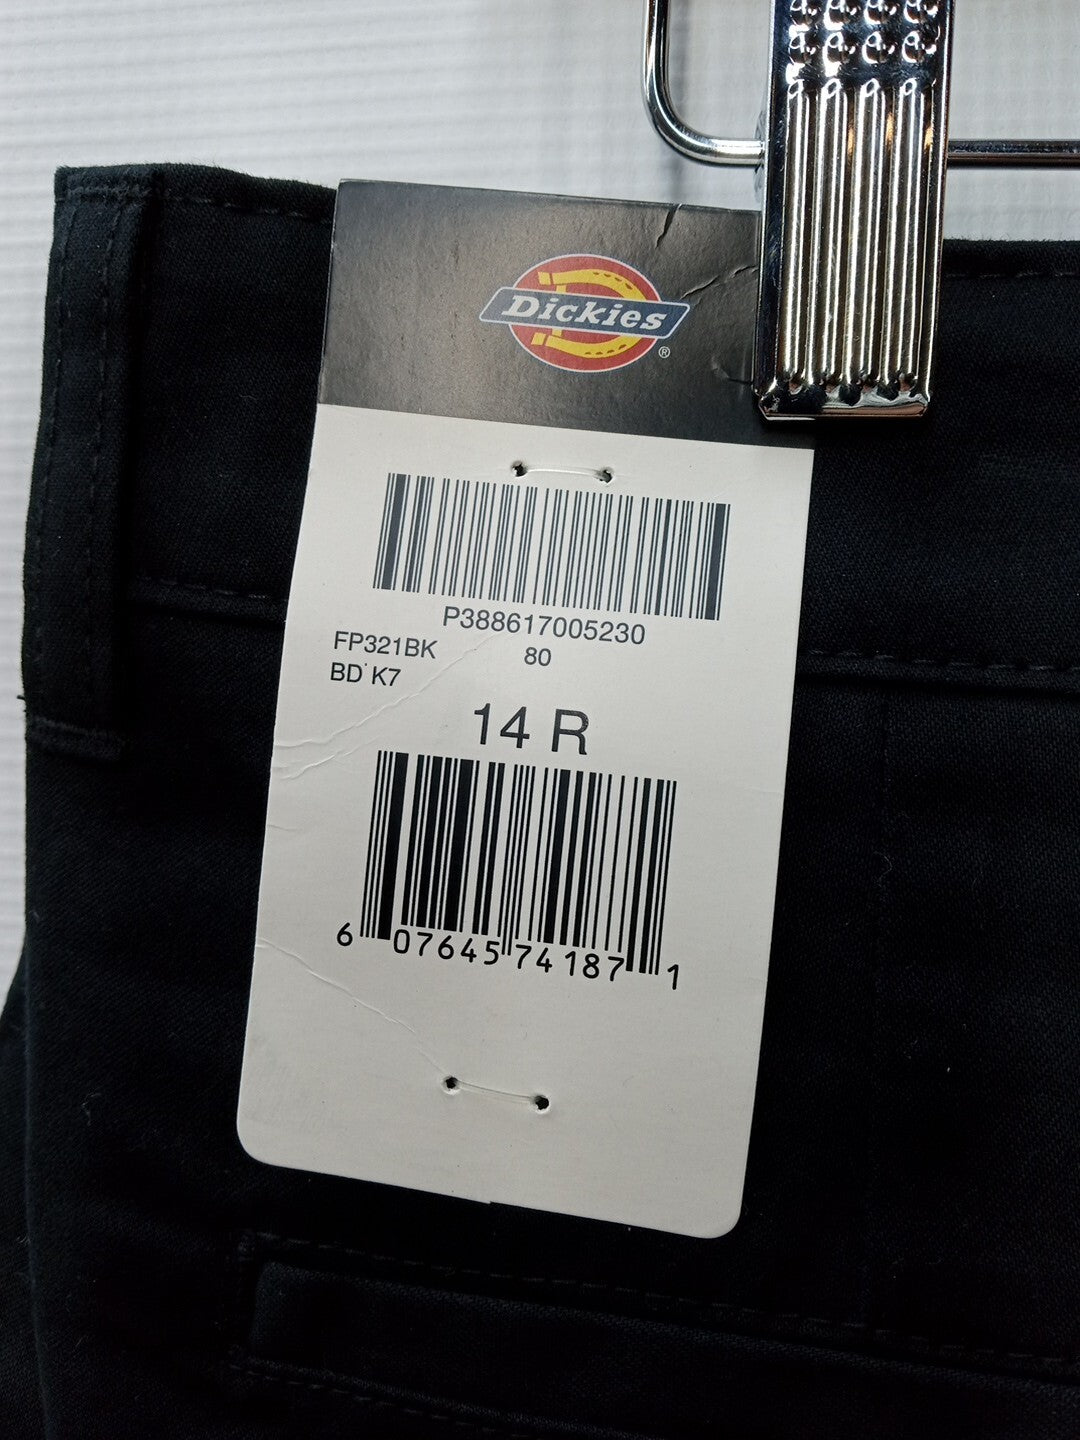 Dickies
®
P388617005230
FP321BK 80
BD K7
14 R
6 07645 74187 1